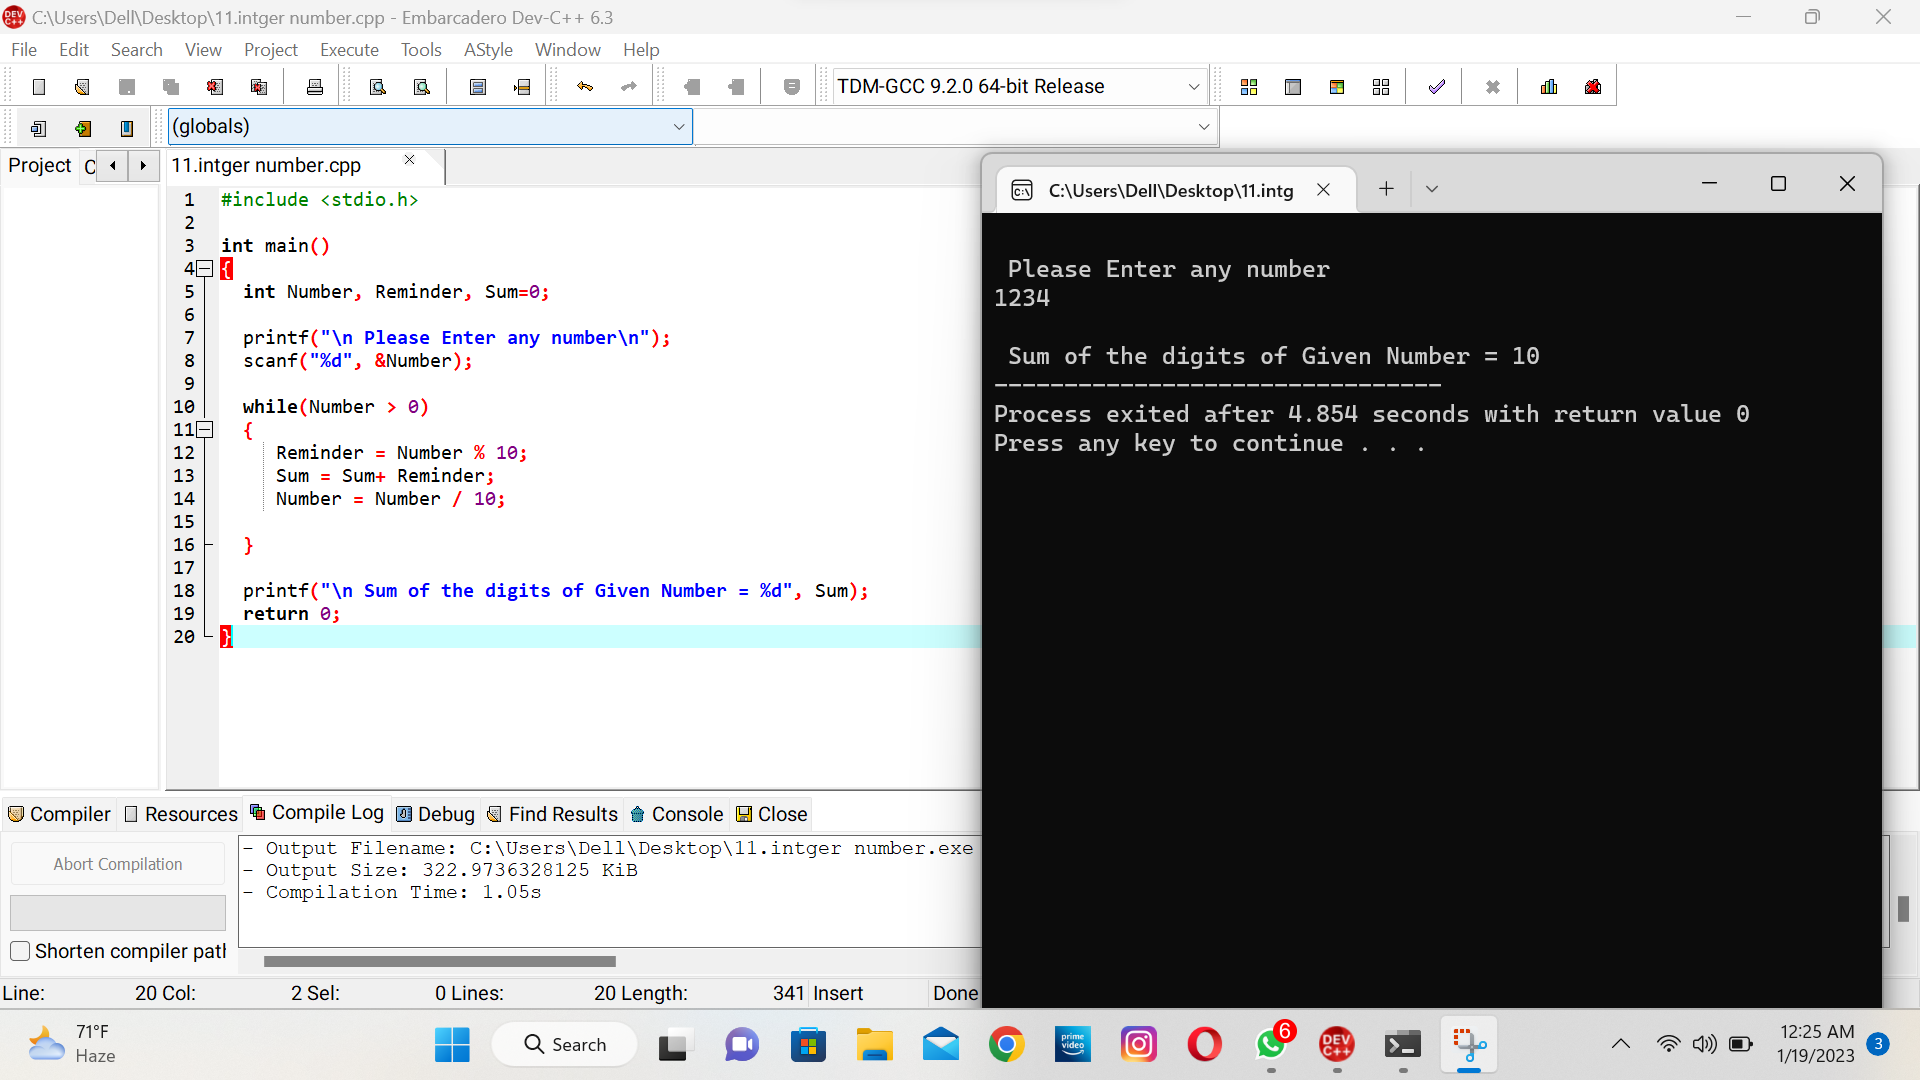 C:\Users\Dell\Desktop\11.intger number.cpp - Embarcadero Dev-C++ 6.3
File Edit Search View Project Execute Tools AStyle Window Help
TDM-GCC 9.2.0 64-bit Release
(globals)
Project C
11.intger number.cpp
1 #include <stdio.h>
2
3 int main()
4 {
5 int Number, Reminder, Sum=0;
6
7 printf("\n Please Enter any number\n");
8 scanf("%d", &Number);
9
10 while(Number > 0)
11 {
12 Reminder = Number % 10;
13 Sum = Sum+ Reminder;
14 Number = Number / 10;
15
16 }
17
18 printf("\n Sum of the digits of Given Number = %d", Sum);
19 return 0;
20 }
C:\Users\Dell\Desktop\11.intg
Please Enter any number
1234
Sum of the digits of Given Number = 10
--------------------------------
Process exited after 4.854 seconds with return value 0
Press any key to continue . . .
Compiler Resources Compile Log Debug Find Results Console Close
Abort Compilation
Shorten compiler path
- Output Filename: C:\Users\Dell\Desktop\11.intger number.exe
- Output Size: 322.9736328125 KiB
- Compilation Time: 1.05s
Line: 20 Col: 2 Sel: 0 Lines: 20 Length: 341 Insert Done
71°F
Haze
Search
prime video
6
DEV C++
12:25 AM
1/19/2023
3